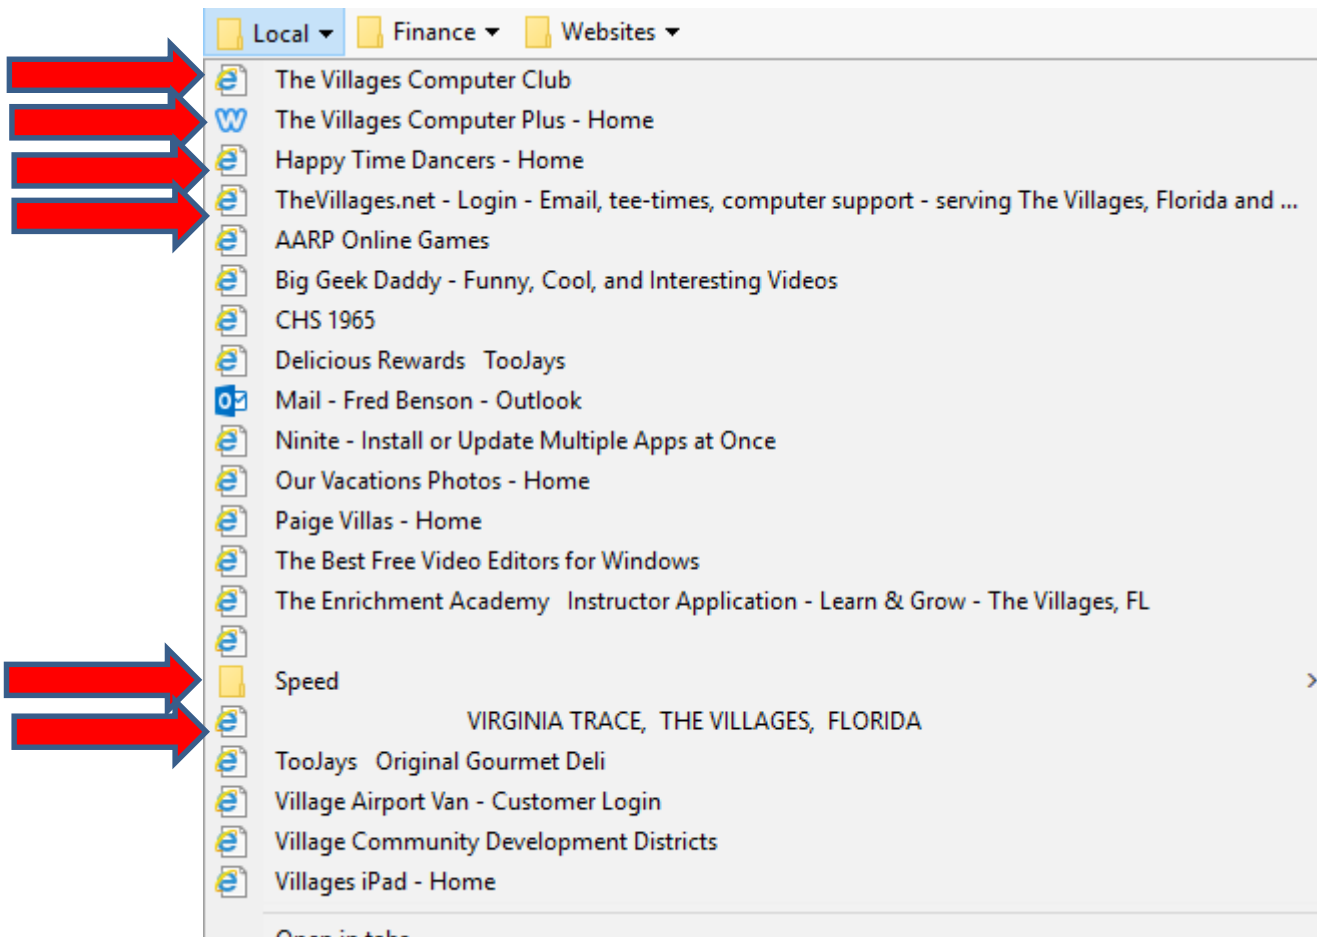 Local Finance Websites
The Villages Computer Club
The Villages Computer Plus - Home
Happy Time Dancers - Home
TheVillages.net - Login - Email, tee-times, computer support - serving The Villages, Florida and ...
AARP Online Games
Big Geek Daddy - Funny, Cool, and Interesting Videos
CHS 1965
Delicious Rewards TooJays
Mail - Fred Benson - Outlook
Ninite - Install or Update Multiple Apps at Once
Our Vacations Photos - Home
Paige Villas - Home
The Best Free Video Editors for Windows
The Enrichment Academy Instructor Application - Learn & Grow - The Villages, FL
Speed
VIRGINIA TRACE, THE VILLAGES, FLORIDA
TooJays Original Gourmet Deli
Village Airport Van - Customer Login
Village Community Development Districts
Villages iPad - Home
Open in tabs